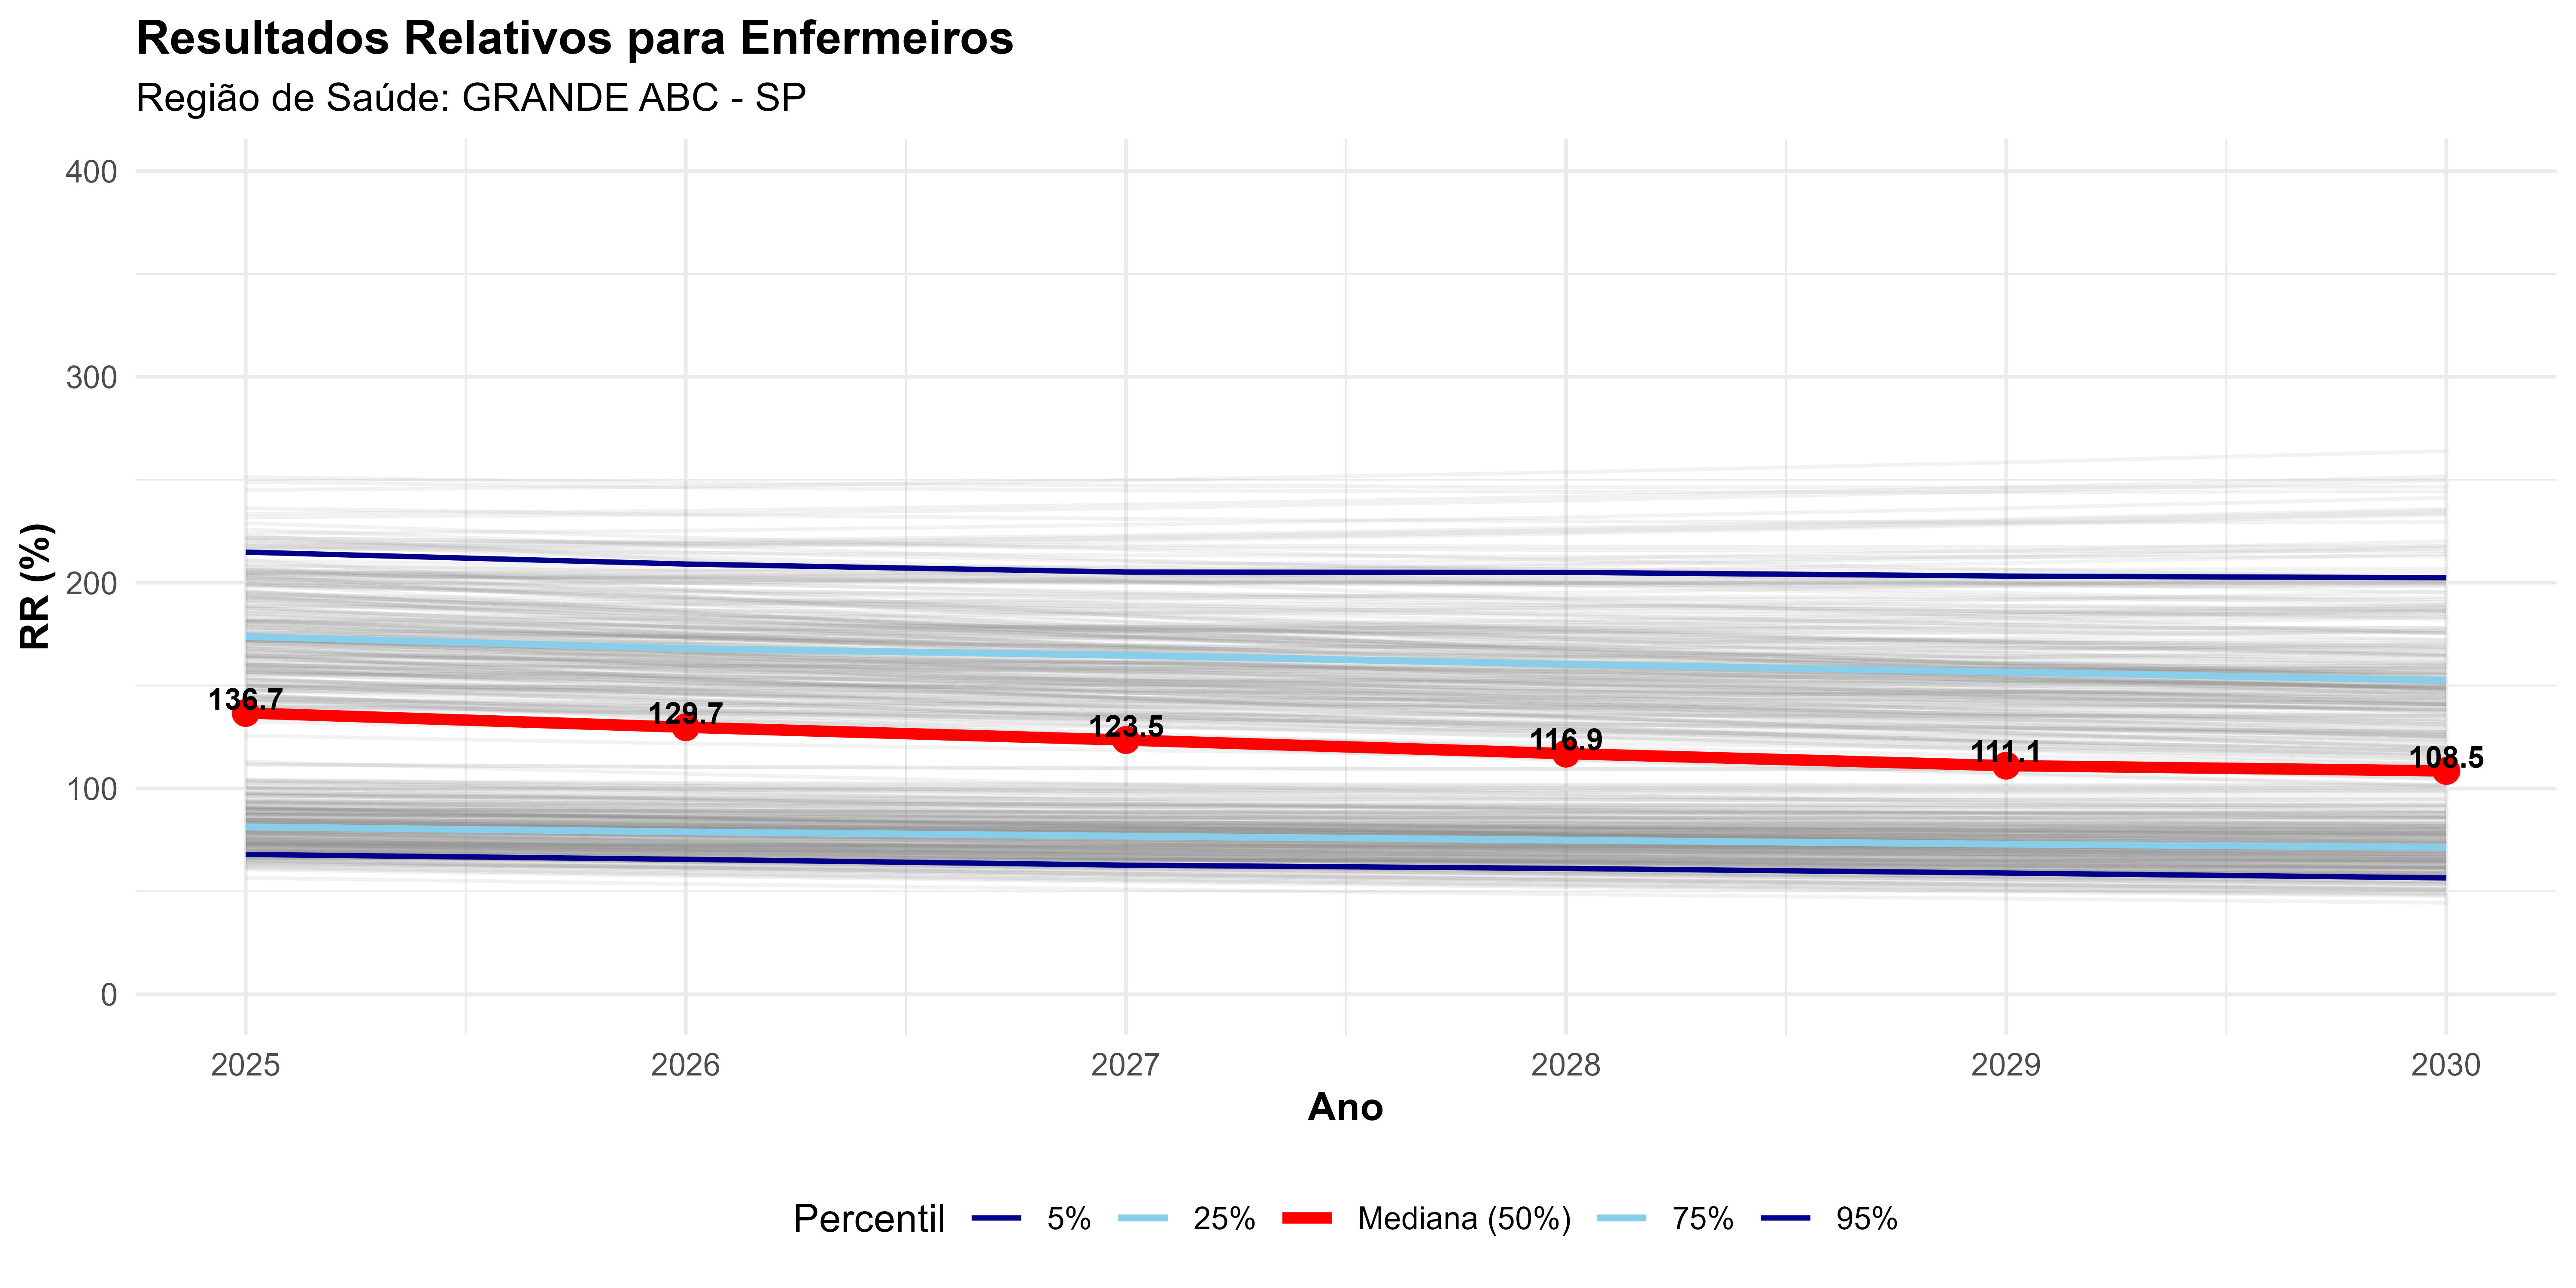 Resultados Relativos para Enfermeiros
Região de Saúde: GRANDE ABC - SP
RR (%)
400
300
200
100
0
136.7
129.7
123.5
116.9
111.1
108.5
2025 2026 2027 2028 2029 2030
Ano
Percentil 5% 25% Mediana (50%) 75% 95%